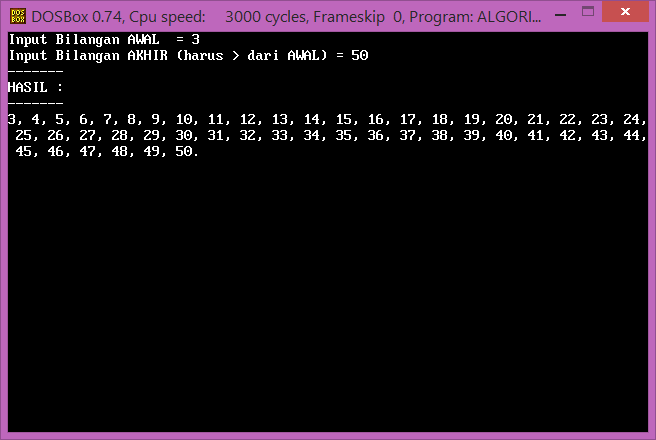 DOS
BOX
DOSBox 0.74, Cpu speed: 3000 cycles, Frameskip 0, Program: ALGORI...
Input Bilangan AWAL  = 3
Input Bilangan AKHIR (harus > dari AWAL) = 50
-------
HASIL :
-------
3, 4, 5, 6, 7, 8, 9, 10, 11, 12, 13, 14, 15, 16, 17, 18, 19, 20, 21, 22, 23, 24,
25, 26, 27, 28, 29, 30, 31, 32, 33, 34, 35, 36, 37, 38, 39, 40, 41, 42, 43, 44,
45, 46, 47, 48, 49, 50.